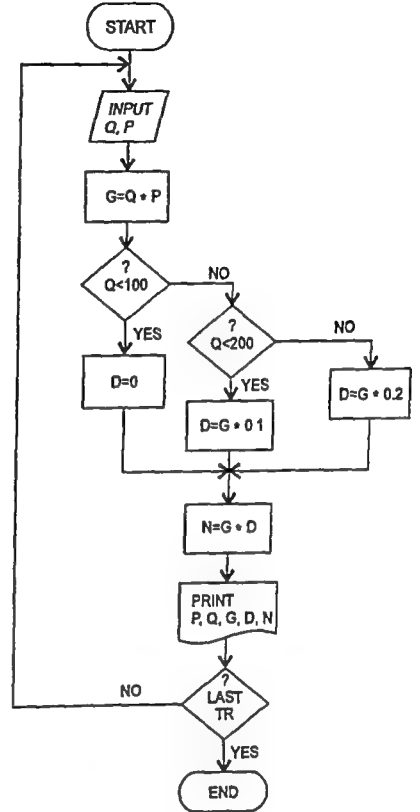 START
INPUT
Q, P
G=Q * P
?
Q<100
NO
YES
?
Q<200
NO
YES
D=0
D=G * 0 1
D=G * 0.2
N=G * D
PRINT
P, Q, G, D, N
?
LAST
TR
NO
YES
END